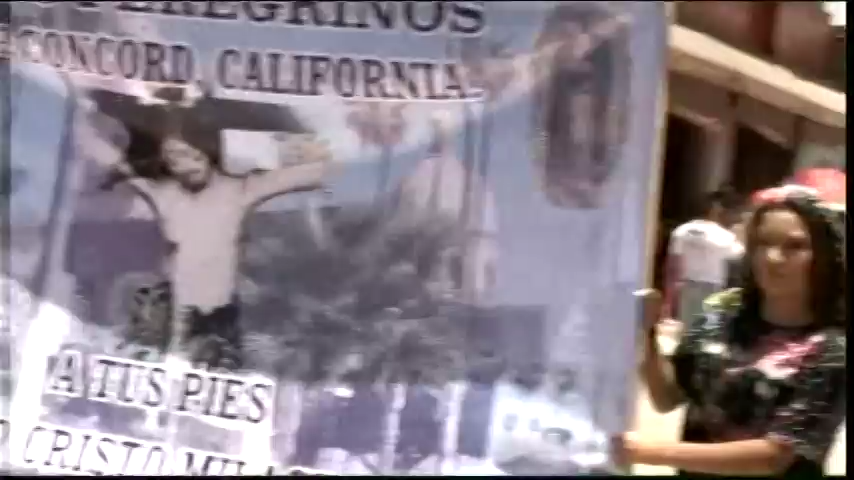 PEREGRINOS
CONCORD, CALIFORNIA.
A TUS PIES
CRISTO